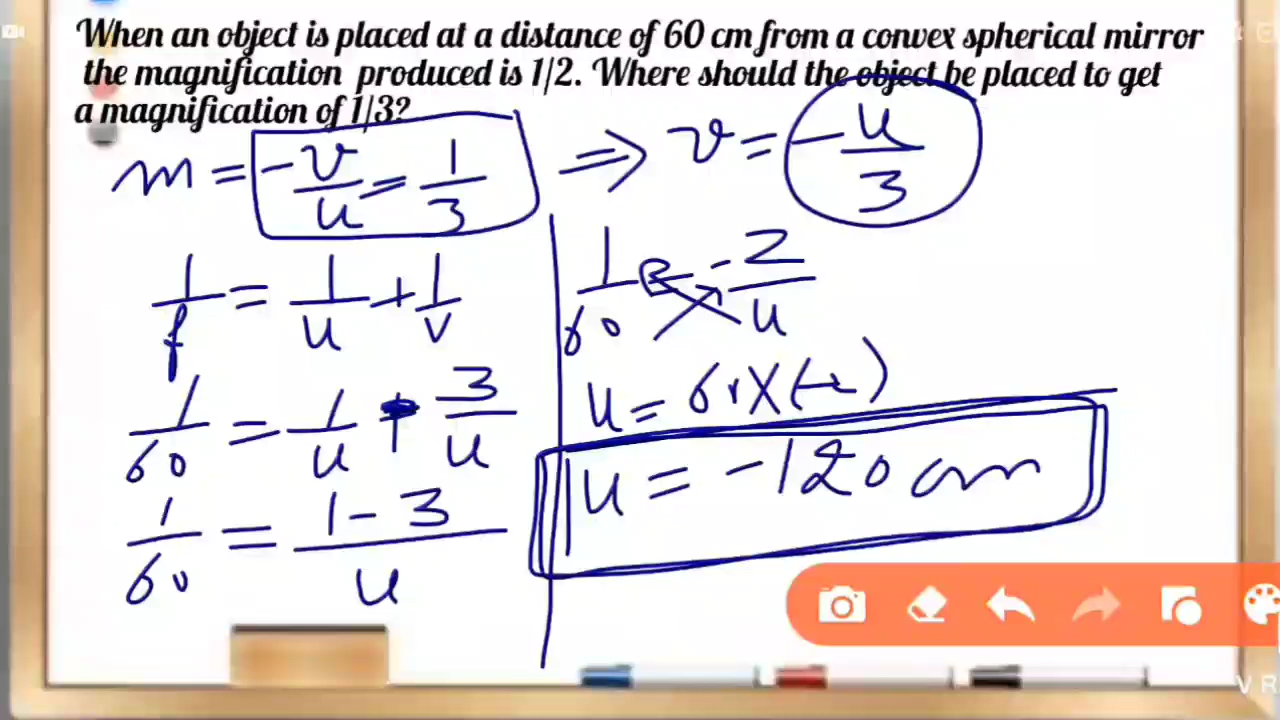 When an object is placed at a distance of 60 cm from a convex spherical mirror
the magnification produced is 1/2. Where should the object be placed to get
a magnification of 1/3?
m = -v/u = 1/3 ⇒ v = -u/3
1/f = 1/u + 1/v
1/60 = 1/u + 3/u
1/60 = 1-3/u
1/60 = -2/u
u = 60X(-2)
u = -120 cm
V R